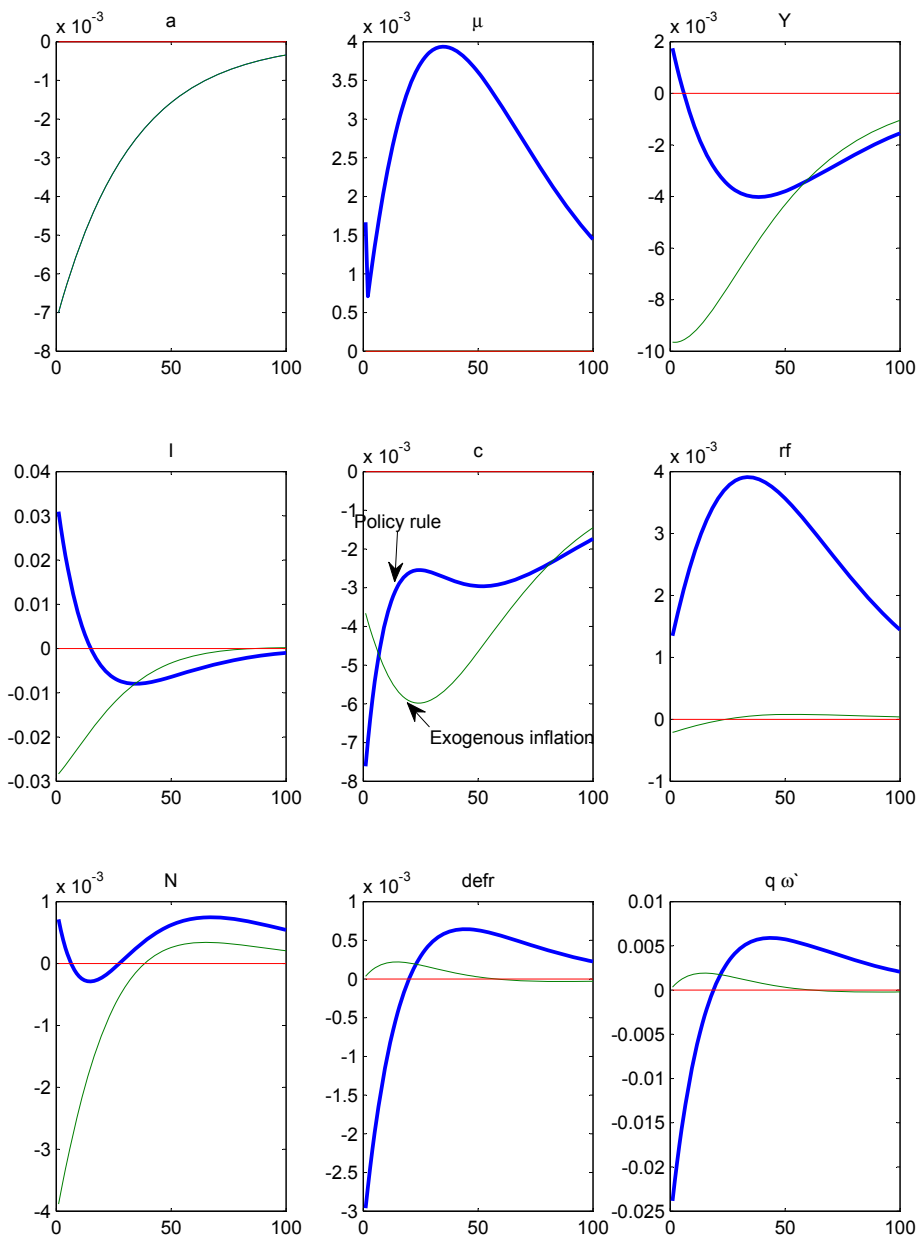 a
x 10^-3
0
-1
-2
-3
-4
-5
-6
-7
-8
0 50 100
μ
x 10^-3
4
3.5
3
2.5
2
1.5
1
0.5
0
0 50 100
Y
x 10^-3
2
0
-2
-4
-6
-8
-10
0 50 100
I
0.04
0.03
0.02
0.01
0
-0.01
-0.02
-0.03
0 50 100
c
x 10^-3
0
-1
-2
-3
-4
-5
-6
-7
-8
Policy rule
Exogenous inflation
0 50 100
rf
x 10^-3
4
3
2
1
0
-1
0 50 100
N
x 10^-3
1
0
-1
-2
-3
-4
0 50 100
defr
x 10^-3
1
0.5
0
-0.5
-1
-1.5
-2
-2.5
-3
0 50 100
q ω`
0.01
0.005
0
-0.005
-0.01
-0.015
-0.02
-0.025
0 50 100